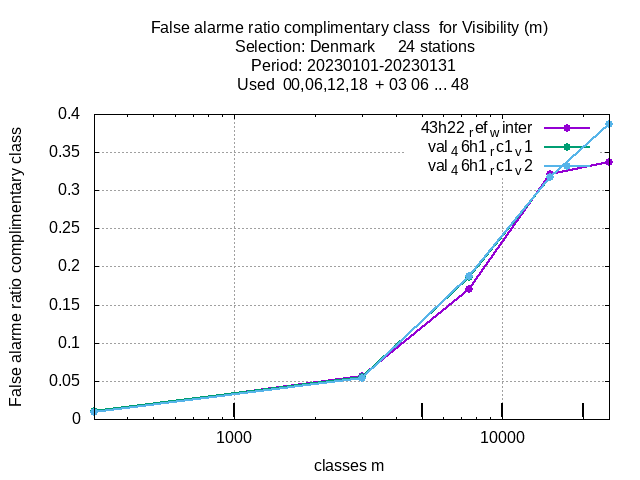 False alarme ratio complimentary class  for Visibility (m)
Selection: Denmark     24 stations
Period: 20230101-20230131
Used  00,06,12,18  + 03 06 ... 48
False alarme ratio complimentary class
0.4
0.35
0.3
0.25
0.2
0.15
0.1
0.05
0
43h22_ref_winter
val_46h1_rc1_v1
val_46h1_rc1_v2
1000
10000
classes m